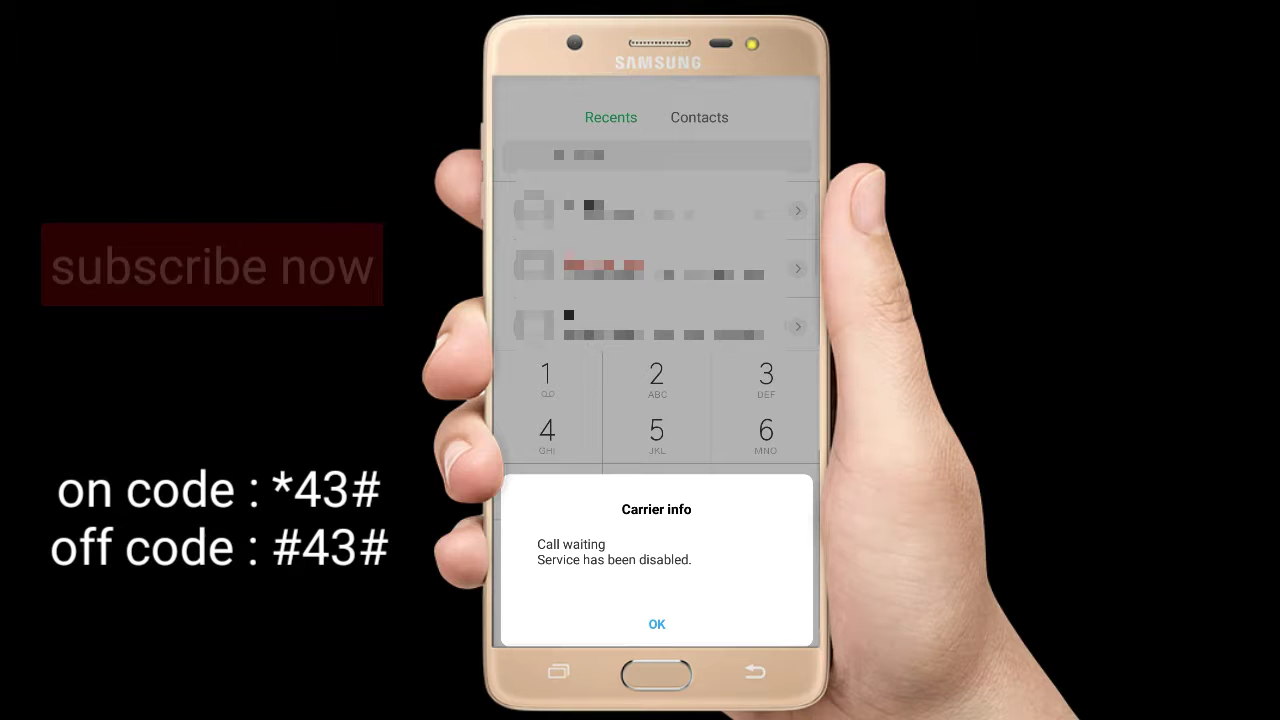 SAMSUNG
Recents Contacts
subscribe now
1 2 ABC 3 DEF
4 GHI 5 JKL 6 MNO
on code : *43#
off code : #43#
Carrier info
Call waiting
Service has been disabled.
OK